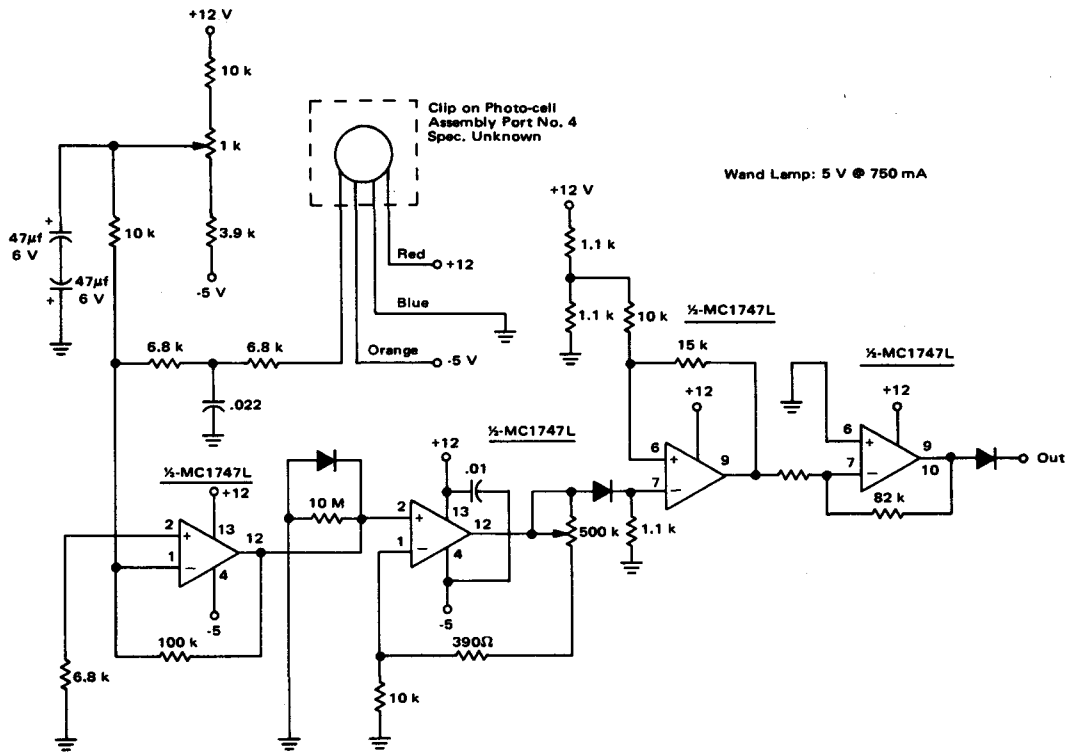 +12 V
10 k
1 k
3.9 k
-5 V
47µf
6 V
+
47µf
6 V
+
10 k
Clip on Photo-cell
Assembly Port No. 4
Spec. Unknown
Red
+12
Blue
Orange
-5 V
Wand Lamp: 5 V @ 750 mA
6.8 k
6.8 k
.022
+12 V
1.1 k
1.1 k
10 k
½-MC1747L
15 k
+12
6
+
7
−
9
1.1 k
½-MC1747L
+12
6
+
7
−
9
10
82 k
Out
½-MC1747L
+12
2
+
13
12
1
−
4
-5
100 k
6.8 k
10 M
½-MC1747L
+12
.01
2
+
13
12
1
−
4
-5
500 k
390Ω
10 k